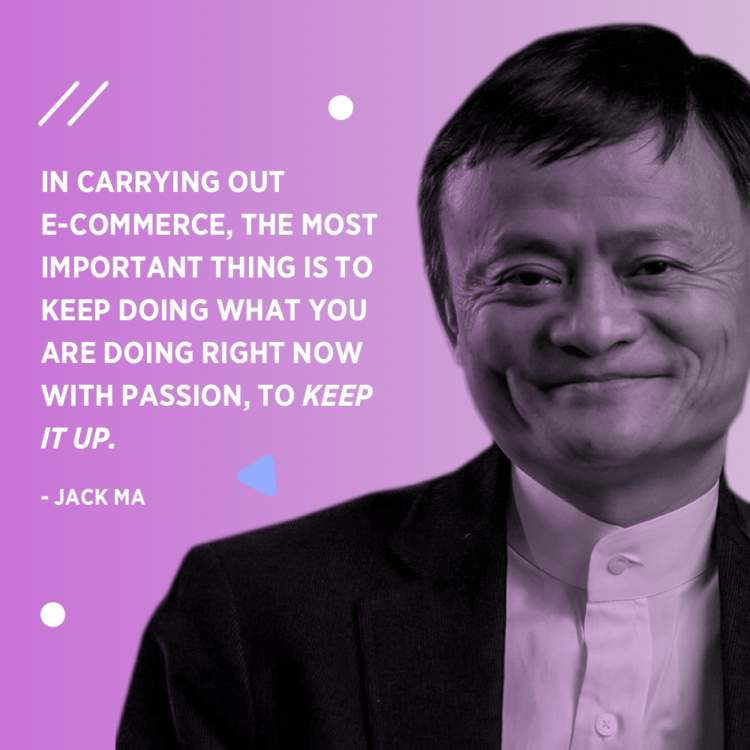 IN CARRYING OUT
E-COMMERCE, THE MOST
IMPORTANT THING IS TO
KEEP DOING WHAT YOU
ARE DOING RIGHT NOW
WITH PASSION, TO KEEP
IT UP.
- JACK MA